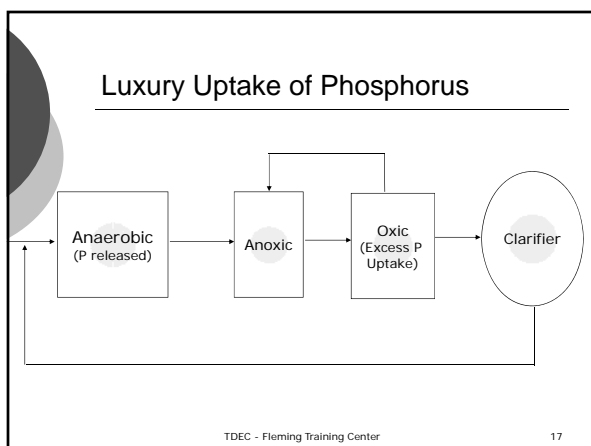 Luxury Uptake of Phosphorus
Anaerobic
(P released)
Anoxic
Oxic
(Excess P
Uptake)
Clarifier
TDEC - Fleming Training Center
17